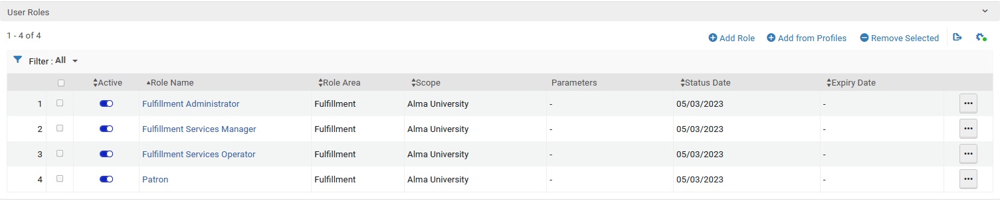 User Roles
1 - 4 of 4
Add Role Add from Profiles Remove Selected
Filter : All
Active Role Name Role Area Scope Parameters Status Date Expiry Date
1 Fulfillment Administrator Fulfillment Alma University - 05/03/2023 -
2 Fulfillment Services Manager Fulfillment Alma University - 05/03/2023 -
3 Fulfillment Services Operator Fulfillment Alma University - 05/03/2023 -
4 Patron Fulfillment Alma University - 05/03/2023 -